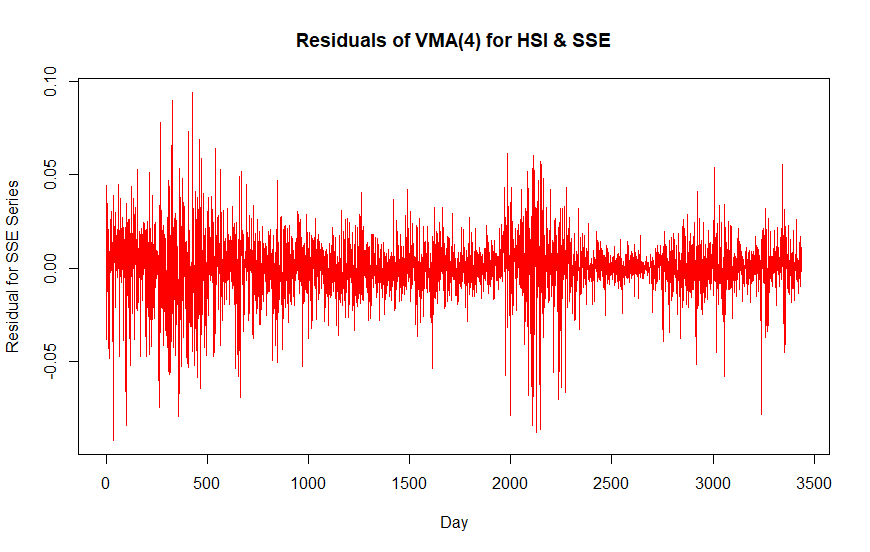 Residuals of VMA(4) for HSI & SSE
Residual for SSE Series
0.10
0.05
0.00
-0.05
0 500 1000 1500 2000 2500 3000 3500
Day